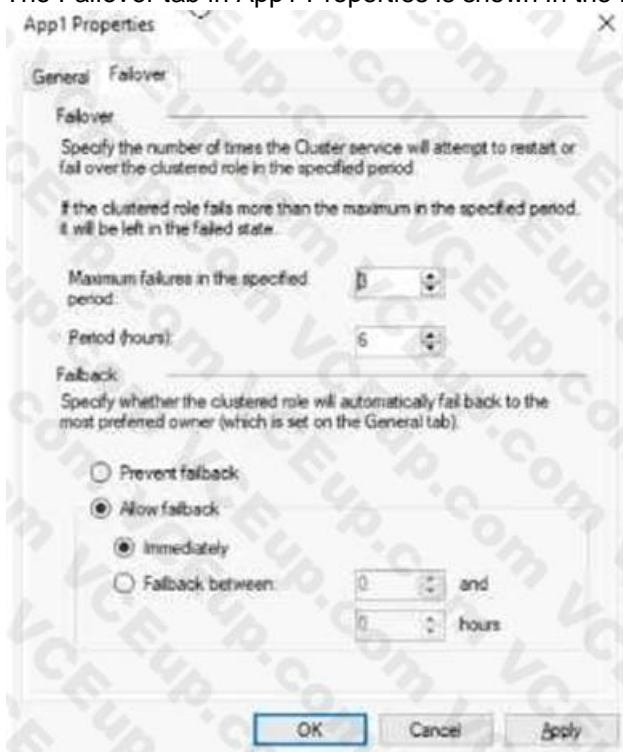 The Failover tab in App1 Properties is shown in the
App1 Properties
General Failover
Failover
Specify the number of times the Cluster service will attempt to restart or
fail over the clustered role in the specified period.
If the clustered role fails more than the maximum in the specified period,
it will be left in the failed state.
Maximum failures in the specified
period:
Period (hours): 6
Failback
Specify whether the clustered role will automatically fail back to the
most preferred owner (which is set on the General tab).
Prevent failback
Allow failback
Immediately
Failback between: 0 and
0 hours
OK Cancel Apply
VCEup.com